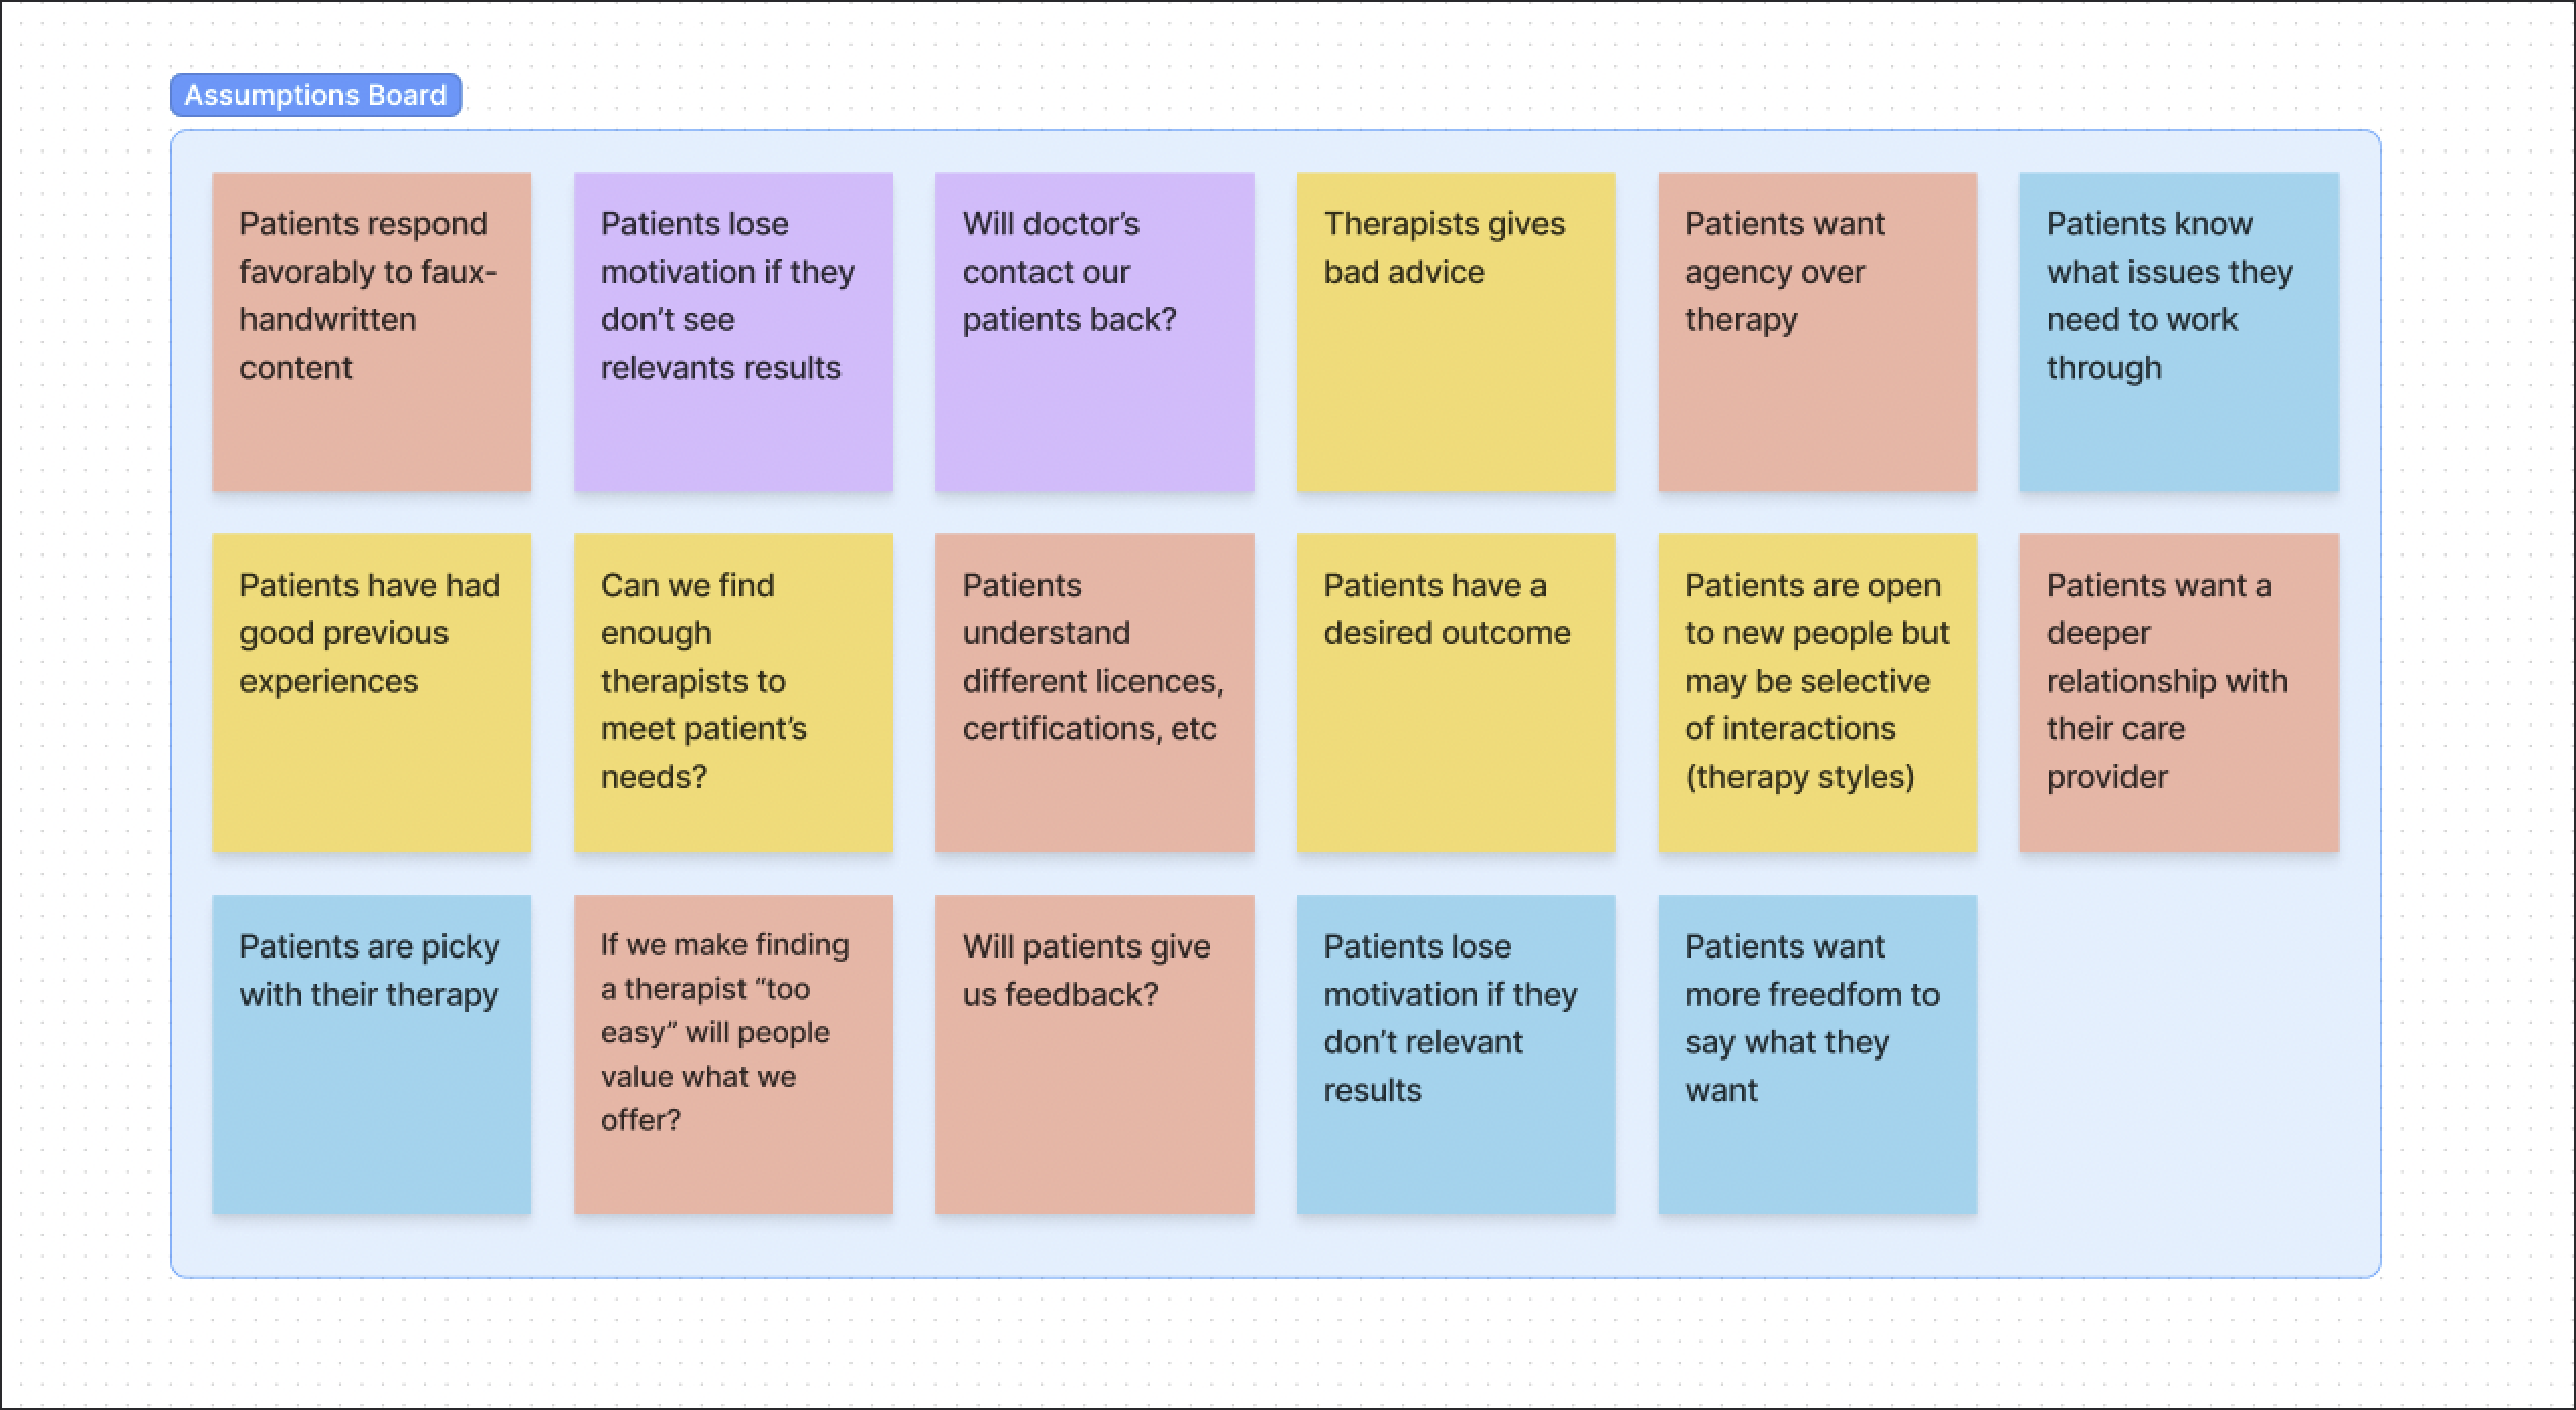 Assumptions Board
Patients respond
favorably to faux-
handwritten
content
Patients lose
motivation if they
don’t see
relevants results
Will doctor’s
contact our
patients back?
Therapists gives
bad advice
Patients want
agency over
therapy
Patients know
what issues they
need to work
through
Patients have had
good previous
experiences
Can we find
enough
therapists to
meet patient’s
needs?
Patients
understand
different licences,
certifications, etc
Patients have a
desired outcome
Patients are open
to new people but
may be selective
of interactions
(therapy styles)
Patients want a
deeper
relationship with
their care
provider
Patients are picky
with their therapy
If we make finding
a therapist “too
easy” will people
value what we
offer?
Will patients give
us feedback?
Patients lose
motivation if they
don’t relevant
results
Patients want
more freedfom to
say what they
want